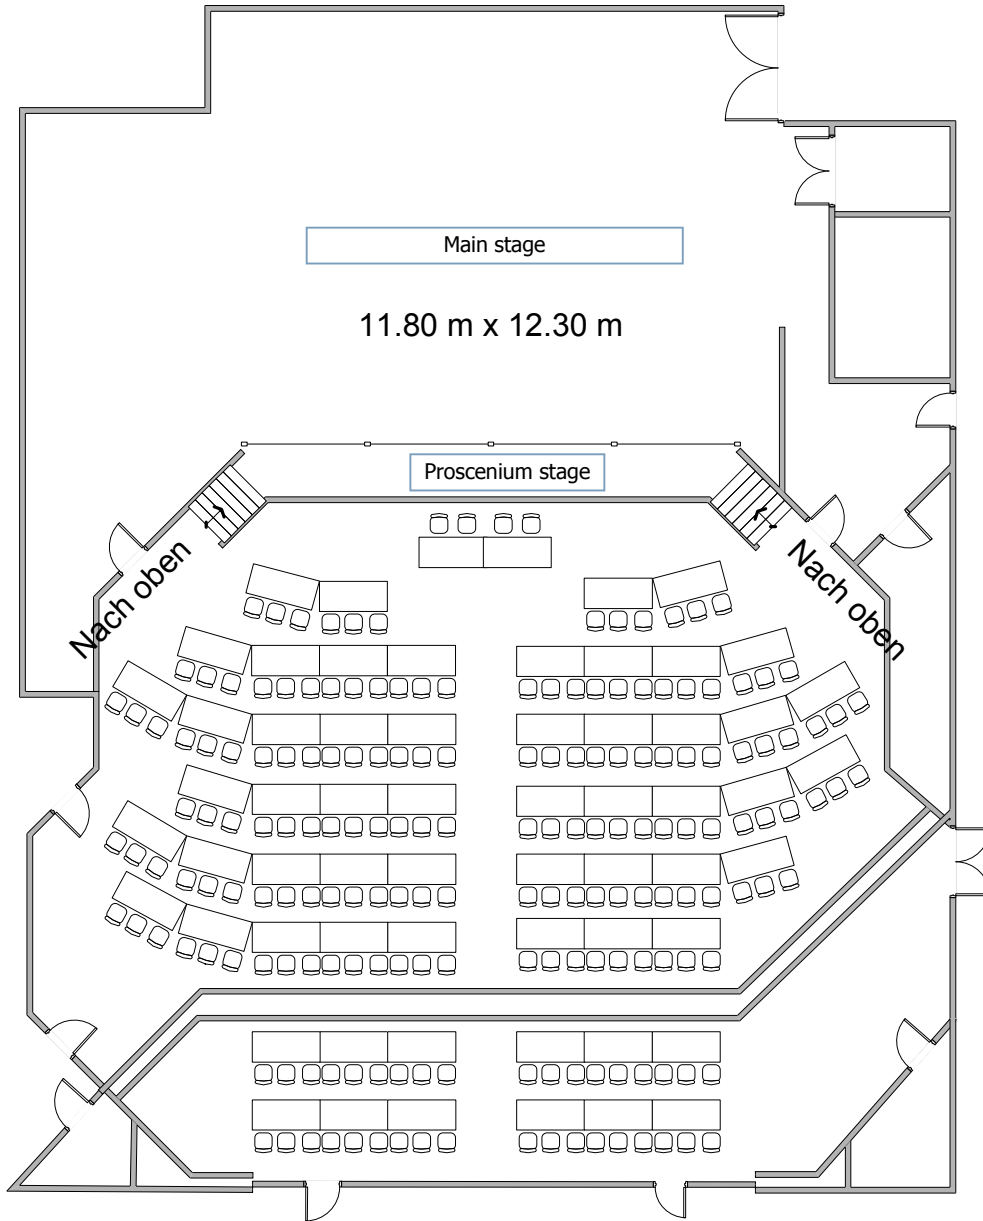 Main stage
11.80 m x 12.30 m
Proscenium stage
Nach oben
Nach oben